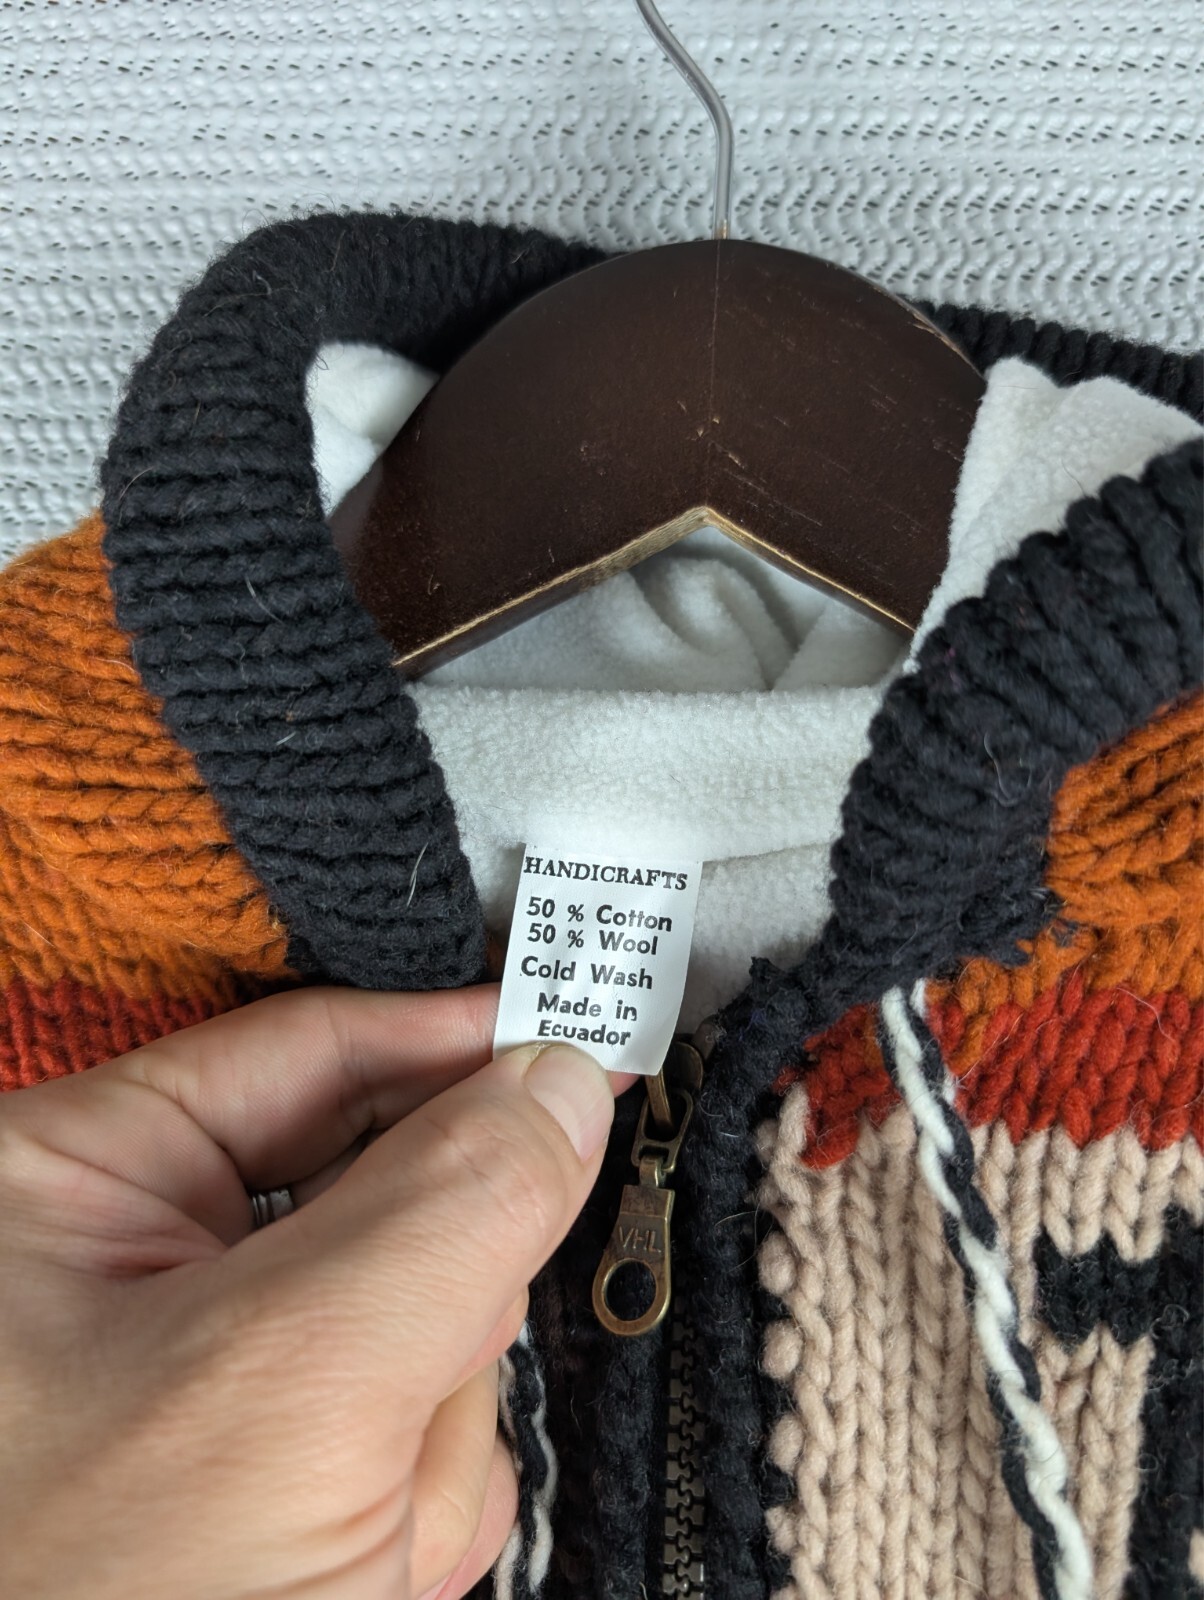 HANDICRAFTS
50 % Cotton
50 % Wool
Cold Wash
Made in
Ecuador
VHL